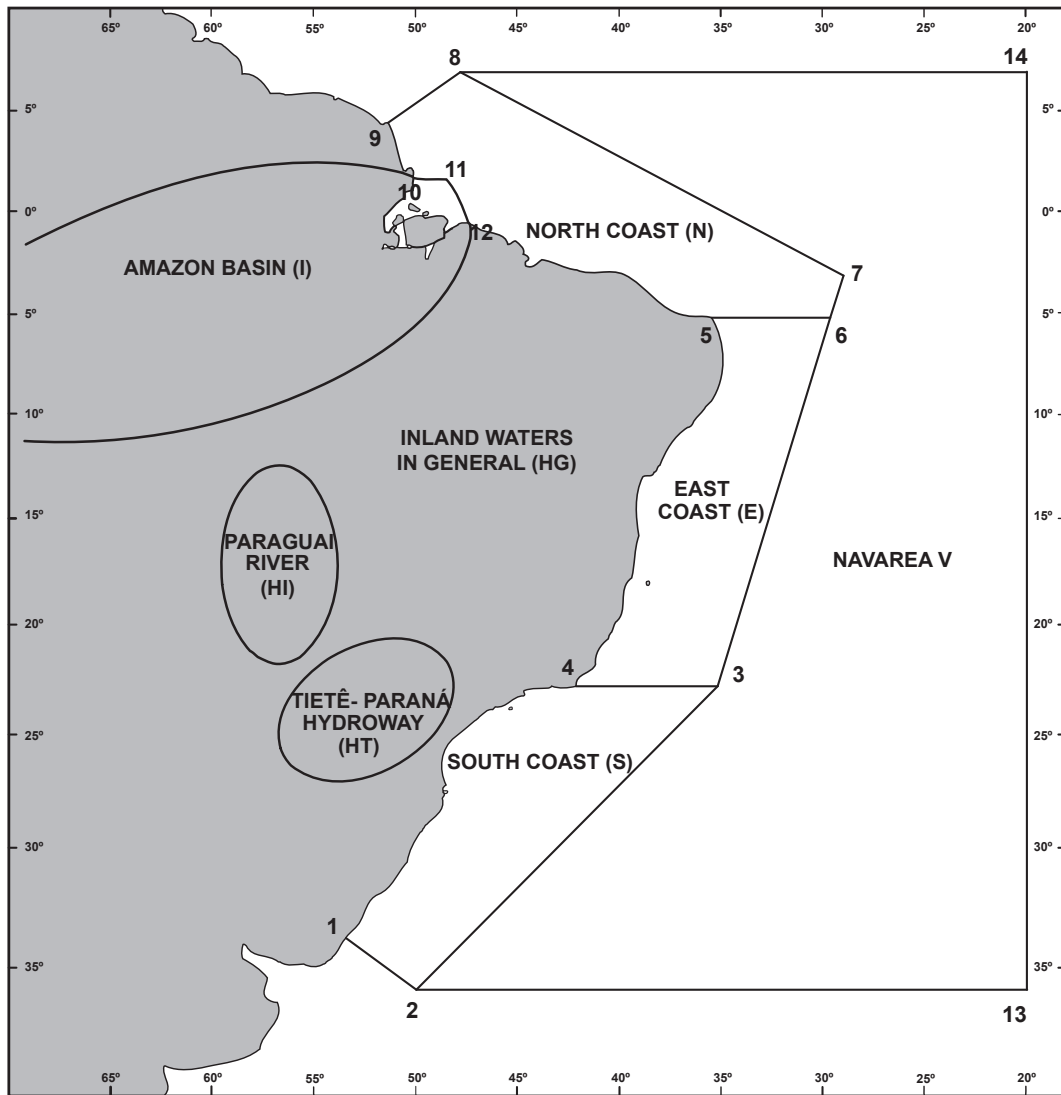 65º 60º 55º 50º 45º 40º 35º 30º 25º 20º
8 14
5º 5º
9
11
10
0º 0º
12
NORTH COAST (N)
AMAZON BASIN (I)
7
5º 5º
5 6
10º 10º
INLAND WATERS
IN GENERAL (HG)
EAST
COAST (E)
15º 15º
PARAGUAI
RIVER
(HI)
NAVAREA V
20º 20º
4 3
TIETÊ- PARANÁ
HYDROWAY
(HT)
25º 25º
SOUTH COAST (S)
30º 30º
1
35º 35º
2 13
65º 60º 55º 50º 45º 40º 35º 30º 25º 20º